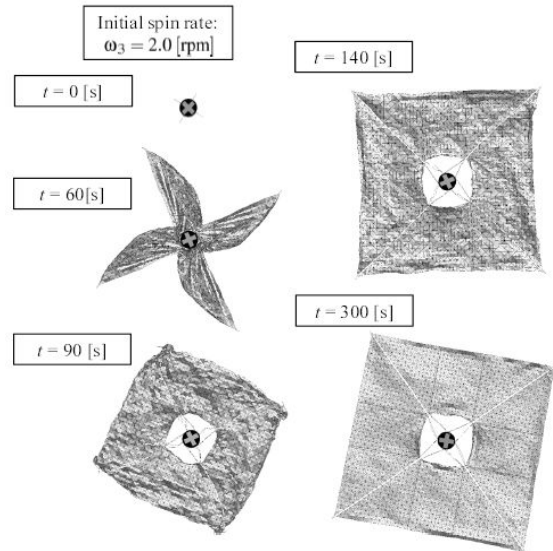 Initial spin rate:
ω₃ = 2.0 [rpm]
t = 0 [s]
t = 60[s]
t = 90 [s]
t = 140 [s]
t = 300 [s]